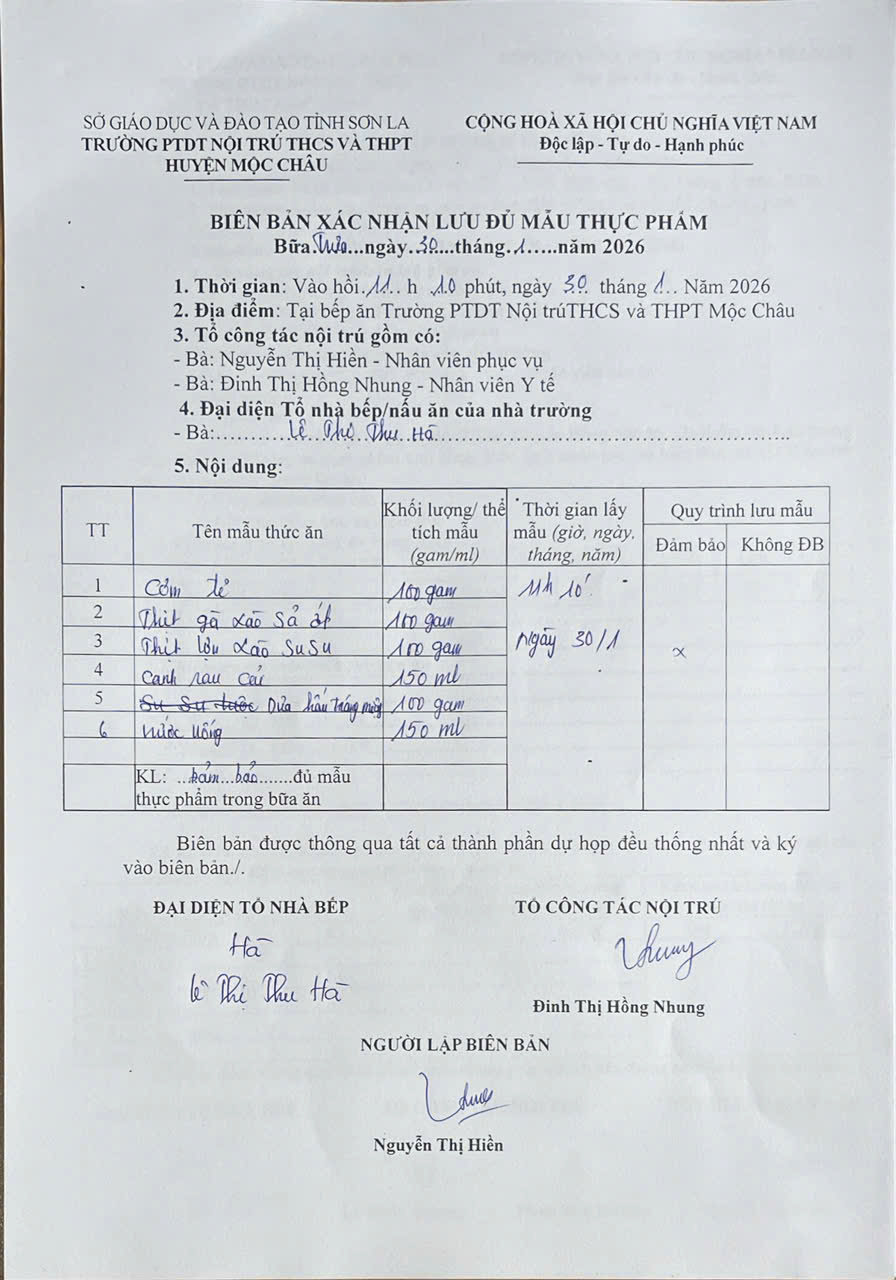 SỞ GIÁO DỤC VÀ ĐÀO TẠO TỈNH SƠN LA
TRƯỜNG PTDT NỘI TRÚ THCS VÀ THPT
HUYỆN MỘC CHÂU
CỘNG HOÀ XÃ HỘI CHỦ NGHĨA VIỆT NAM
Độc lập - Tự do - Hạnh phúc
BIÊN BẢN XÁC NHẬN LƯU ĐỦ MẪU THỰC PHẨM
Bữa.Trưa...ngày.30....tháng.1.....năm 2026
1. Thời gian: Vào hồi.11.. h 10 phút, ngày 30 tháng 1.. Năm 2026
2. Địa điểm: Tại bếp ăn Trường PTDT Nội trúTHCS và THPT Mộc Châu
3. Tổ công tác nội trú gồm có:
- Bà: Nguyễn Thị Hiền - Nhân viên phục vụ
- Bà: Đinh Thị Hồng Nhung - Nhân viên Y tế
4. Đại diện Tổ nhà bếp/nấu ăn của nhà trường
- Bà:..........Lê Thị Thu Hà..........
5. Nội dung:
TT Tên mẫu thức ăn Khối lượng/ thể tích mẫu (gam/ml) Thời gian lấy mẫu (giờ, ngày, tháng, năm) Quy trình lưu mẫu
Đảm bảo Không ĐB
1 Cơm tẻ 100 gam 11h 10'
2 Thịt gà xào sả ớt 100 gam
3 Thịt lợn xào su su 100 gam Ngày 30/1 x
4 Canh rau cải 150 ml
5 Su Su luộc Dưa hấu tráng miệng 100 gam
6 nước uống 150 ml
KL: ...đảm...bảo.......đủ mẫu
thực phẩm trong bữa ăn
Biên bản được thông qua tất cả thành phần dự họp đều thống nhất và ký
vào biên bản./.
ĐẠI DIỆN TỔ NHÀ BẾP
TỔ CÔNG TÁC NỘI TRÚ
Hà
Nhung
Lê Thị Thu Hà
Đinh Thị Hồng Nhung
NGƯỜI LẬP BIÊN BẢN
Nguyễn Thị Hiền